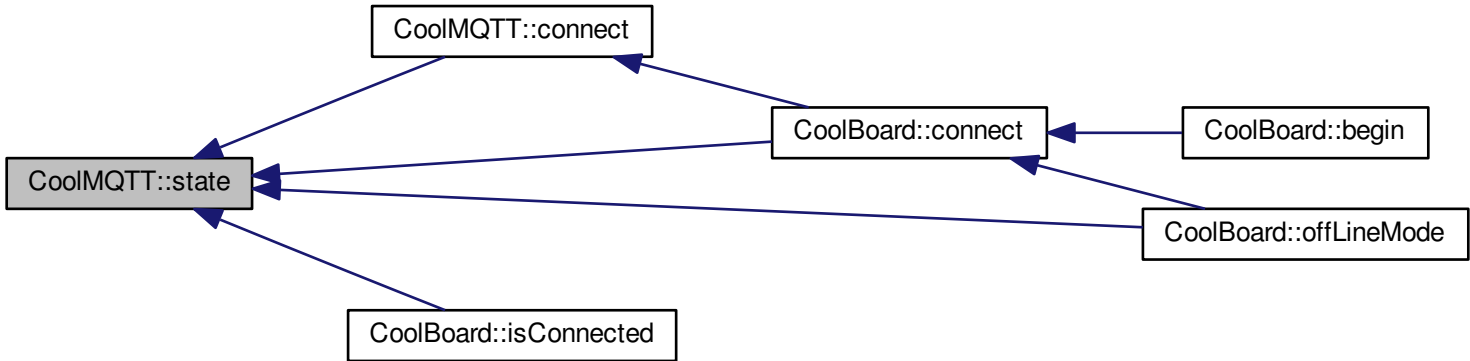 CoolMQTT::connect
CoolBoard::connect
CoolBoard::begin
CoolMQTT::state
CoolBoard::offLineMode
CoolBoard::isConnected